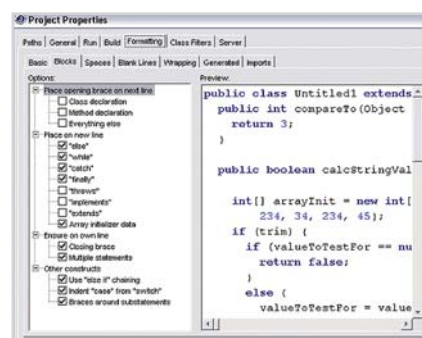 Project Properties
Paths General Run Build Formatting Class Filters Server
Basic Blocks Spaces Blank Lines Wrapping Generated Imports
Options:
Place opening brace on next line
Class declaration
Method declaration
Everything else
Place on new line
"else"
"while"
"catch"
"finally"
"throws"
"implements"
"extends"
Array initializer data
Ensure on own line
Closing brace
Multiple statements
Other constructs
Use "else if" chaining
Indent "case" from "switch"
Braces around substatements
Preview:
public class Untitled1 extends
public int compareTo(Object
return 3;
}
public boolean calcStringVal
int[] arrayInit = new int[
234, 34, 234, 45};
if (trim) {
if (valueToTestFor == nu
return false;
}
else {
valueToTestFor = value